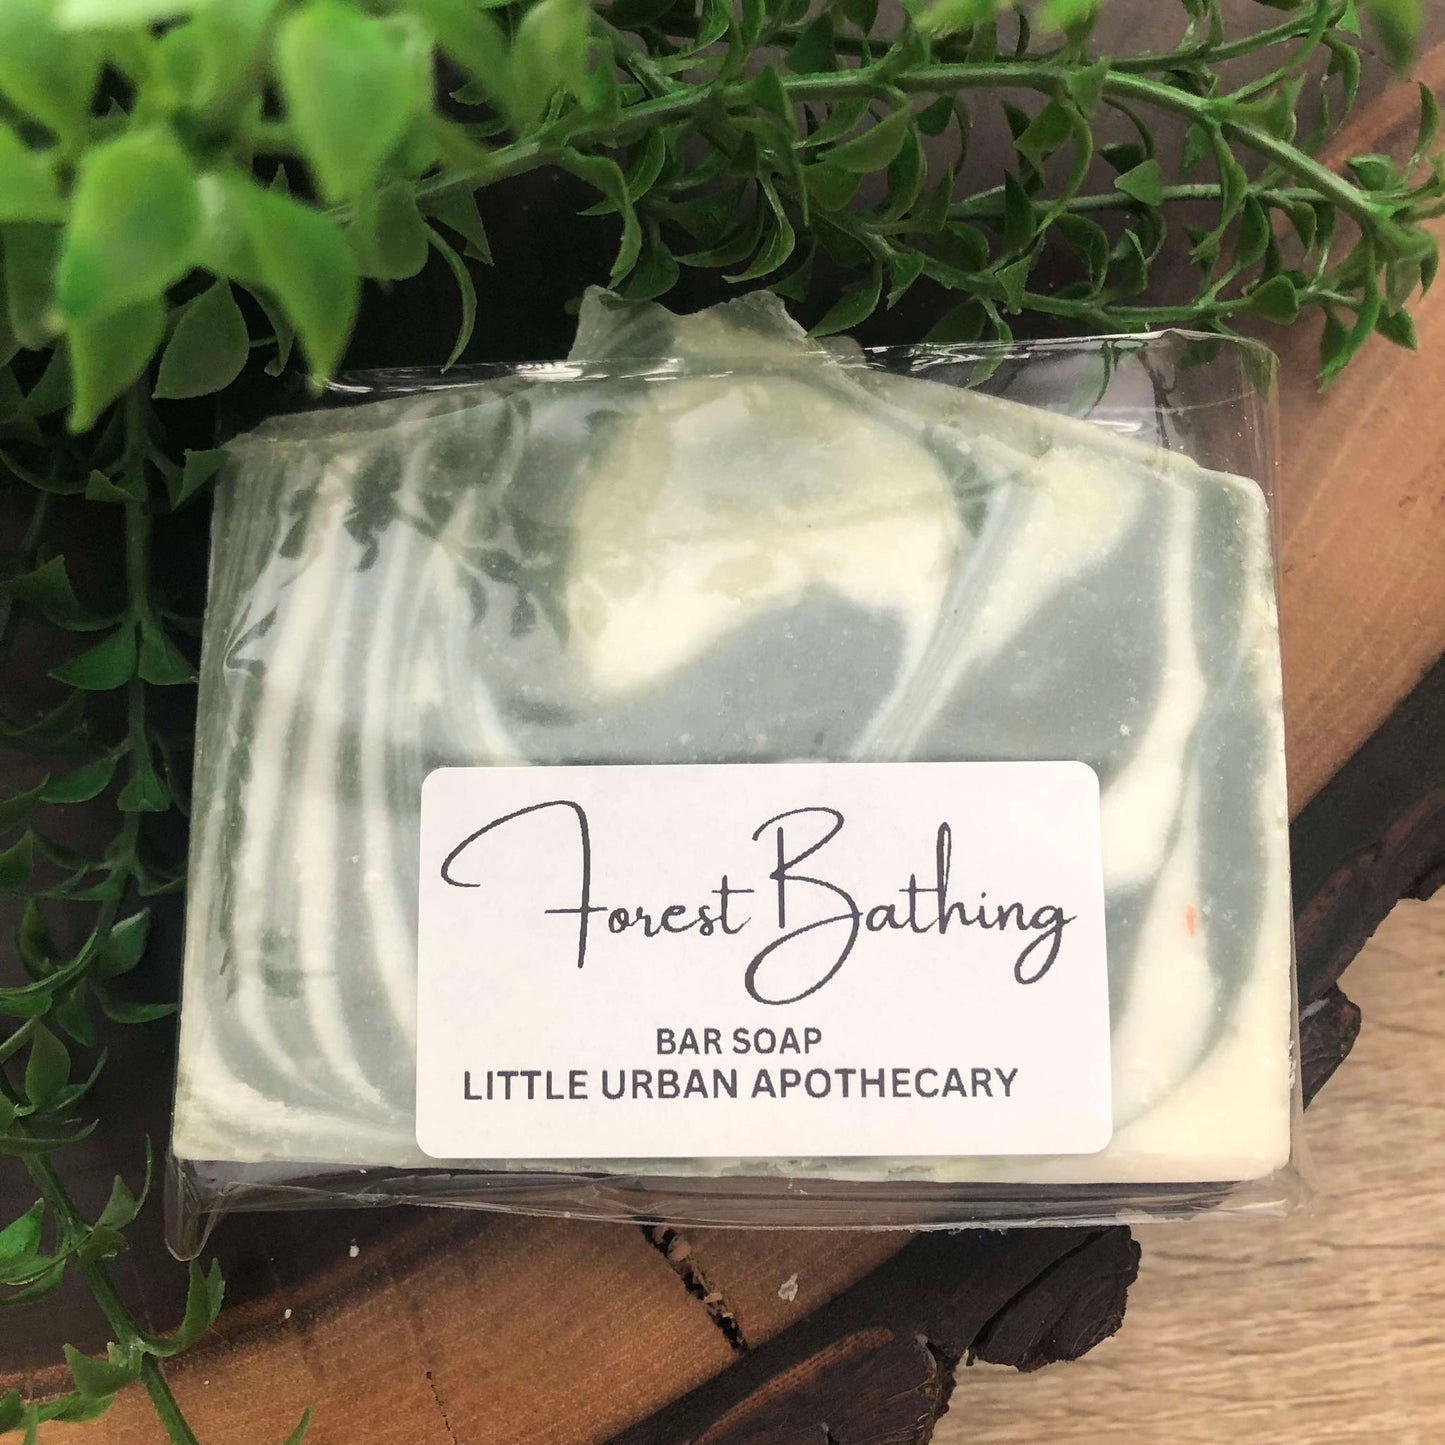 Forest Bathing
BAR SOAP
LITTLE URBAN APOTHECARY